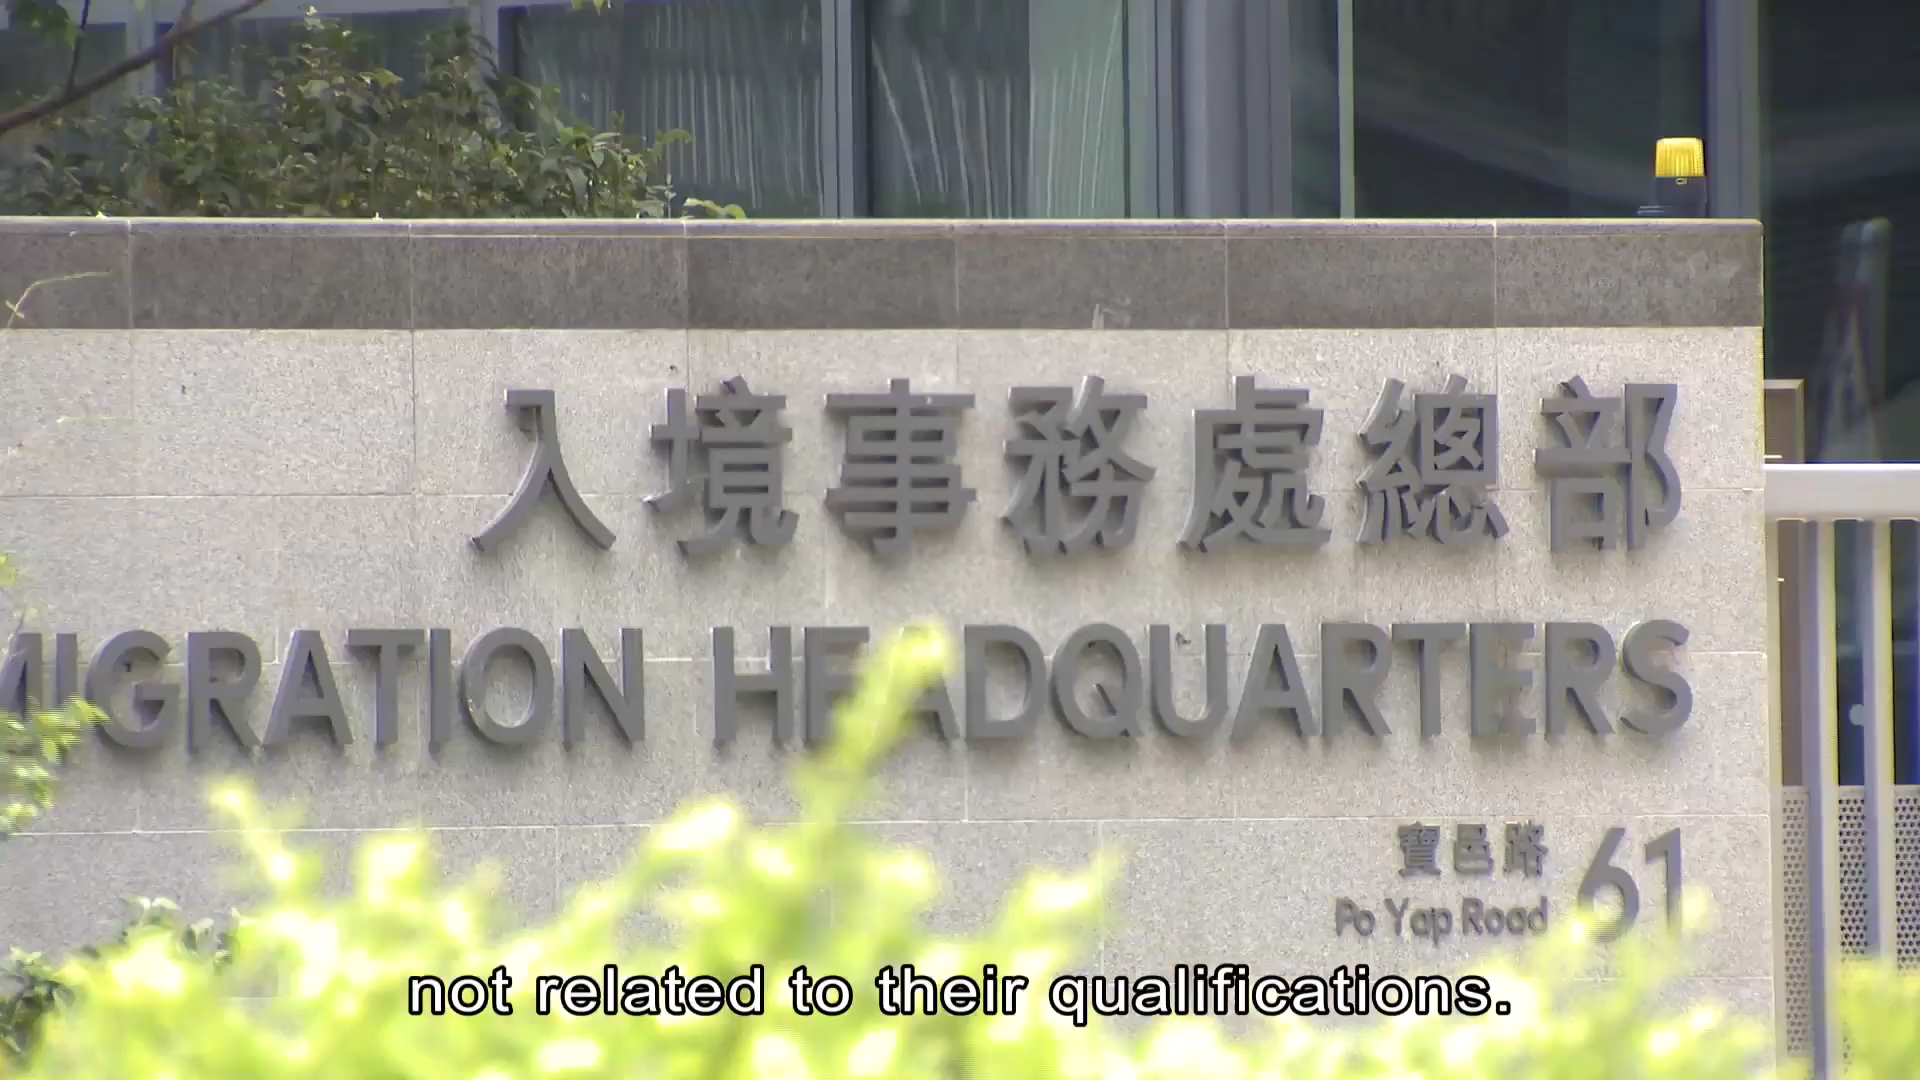 入境事務處總部
MIGRATION HEADQUARTERS
寶邑路 61
Po Yap Road
not related to their qualifications.